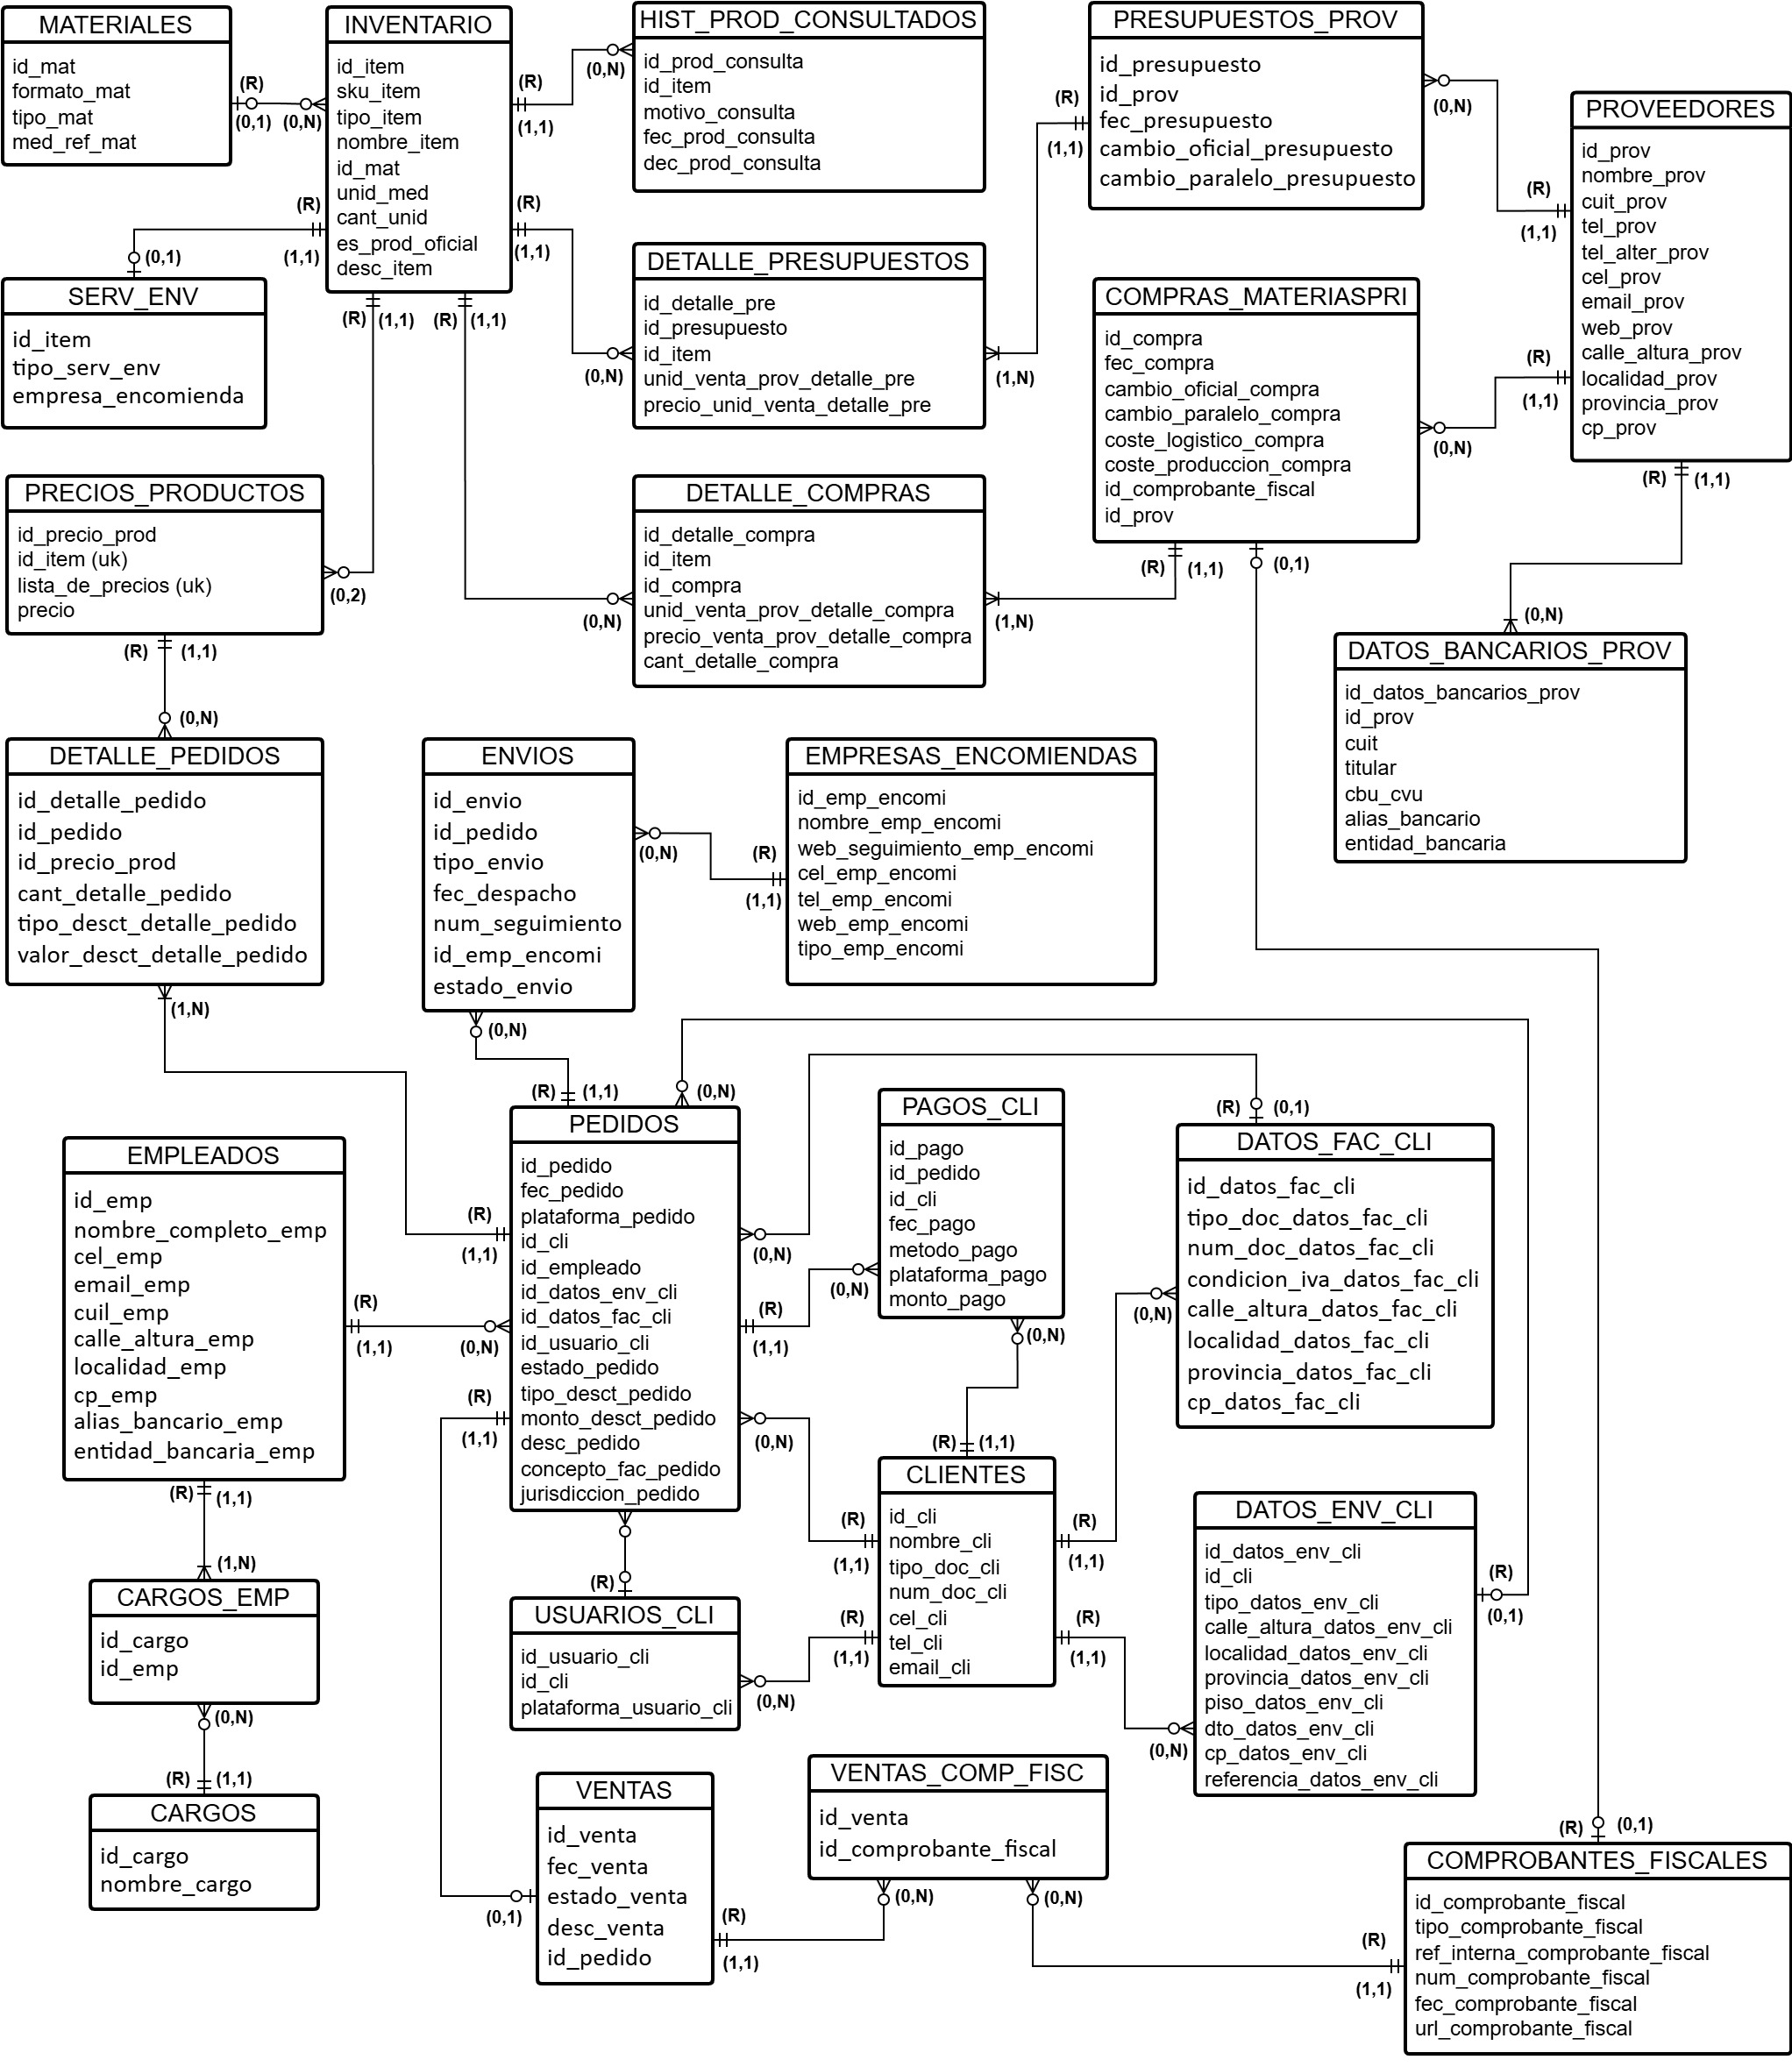 MATERIALES
id_mat
formato_mat
tipo_mat
med_ref_mat
(R)
(0,1)
(0,N)
INVENTARIO
id_item
sku_item
tipo_item
nombre_item
id_mat
unid_med
cant_unid
es_prod_oficial
desc_item
(R)
(1,1)
(0,N)
HIST_PROD_CONSULTADOS
id_prod_consulta
id_item
motivo_consulta
fec_prod_consulta
dec_prod_consulta
PRESUPUESTOS_PROV
id_presupuesto
id_prov
fec_presupuesto
cambio_oficial_presupuesto
cambio_paralelo_presupuesto
(R)
(1,1)
(0,N)
(R)
(1,1)
PROVEEDORES
id_prov
nombre_prov
cuit_prov
tel_prov
tel_alter_prov
cel_prov
email_prov
web_prov
calle_altura_prov
localidad_prov
provincia_prov
cp_prov
(R)
(1,1)
(0,1)
SERV_ENV
id_item
tipo_serv_env
empresa_encomienda
(R)
(1,1)
(0,N)
DETALLE_PRESUPUESTOS
id_detalle_pre
id_presupuesto
id_item
unid_venta_prov_detalle_pre
precio_unid_venta_detalle_pre
(1,N)
COMPRAS_MATERIASPRI
id_compra
fec_compra
cambio_oficial_compra
cambio_paralelo_compra
coste_logistico_compra
coste_produccion_compra
id_comprobante_fiscal
id_prov
(R)
(1,1)
(0,N)
(R)
(1,1)
(R)
(1,1)
(R)
(1,1)
PRECIOS_PRODUCTOS
id_precio_prod
id_item (uk)
lista_de_precios (uk)
precio
(0,2)
DETALLE_COMPRAS
id_detalle_compra
id_item
id_compra
unid_venta_prov_detalle_compra
precio_venta_prov_detalle_compra
cant_detalle_compra
(0,N)
(1,N)
(R)
(1,1)
(0,1)
(0,N)
DATOS_BANCARIOS_PROV
id_datos_bancarios_prov
id_prov
cuit
titular
cbu_cvu
alias_bancario
entidad_bancaria
(R)
(1,1)
(0,N)
DETALLE_PEDIDOS
id_detalle_pedido
id_pedido
id_precio_prod
cant_detalle_pedido
tipo_desct_detalle_pedido
valor_desct_detalle_pedido
(1,N)
ENVIOS
id_envio
id_pedido
tipo_envio
fec_despacho
num_seguimiento
id_emp_encomi
estado_envio
(0,N)
(R)
(1,1)
EMPRESAS_ENCOMIENDAS
id_emp_encomi
nombre_emp_encomi
web_seguimiento_emp_encomi
cel_emp_encomi
tel_emp_encomi
web_emp_encomi
tipo_emp_encomi
(0,N)
(R)
(1,1)
(0,N)
PEDIDOS
id_pedido
fec_pedido
plataforma_pedido
id_cli
id_empleado
id_datos_env_cli
id_datos_fac_cli
id_usuario_cli
estado_pedido
tipo_desct_pedido
monto_desct_pedido
desc_pedido
concepto_fac_pedido
jurisdiccion_pedido
(R)
(1,1)
(0,N)
(R)
(1,1)
(0,N)
(R)
(1,1)
(0,N)
PAGOS_CLI
id_pago
id_pedido
id_cli
fec_pago
metodo_pago
plataforma_pago
monto_pago
(0,N)
(0,N)
(R)
(0,1)
DATOS_FAC_CLI
id_datos_fac_cli
tipo_doc_datos_fac_cli
num_doc_datos_fac_cli
condicion_iva_datos_fac_cli
calle_altura_datos_fac_cli
localidad_datos_fac_cli
provincia_datos_fac_cli
cp_datos_fac_cli
(0,N)
EMPLEADOS
id_emp
nombre_completo_emp
cel_emp
email_emp
cuil_emp
calle_altura_emp
localidad_emp
cp_emp
alias_bancario_emp
entidad_bancaria_emp
(R)
(1,1)
(R)
(1,1)
(1,N)
CARGOS_EMP
id_cargo
id_emp
(0,N)
(R)
(1,1)
CARGOS
id_cargo
nombre_cargo
(R)
USUARIOS_CLI
id_usuario_cli
id_cli
plataforma_usuario_cli
(0,N)
(R)
(1,1)
CLIENTES
id_cli
nombre_cli
tipo_doc_cli
num_doc_cli
cel_cli
tel_cli
email_cli
(R)
(1,1)
(R)
(1,1)
(R)
(1,1)
(R)
(1,1)
DATOS_ENV_CLI
id_datos_env_cli
id_cli
tipo_datos_env_cli
calle_altura_datos_env_cli
localidad_datos_env_cli
provincia_datos_env_cli
piso_datos_env_cli
dto_datos_env_cli
cp_datos_env_cli
referencia_datos_env_cli
(R)
(0,1)
(0,N)
VENTAS
id_venta
fec_venta
estado_venta
desc_venta
id_pedido
(0,1)
(R)
(1,1)
VENTAS_COMP_FISC
id_venta
id_comprobante_fiscal
(0,N)
(0,N)
(R)
(0,1)
COMPROBANTES_FISCALES
id_comprobante_fiscal
tipo_comprobante_fiscal
ref_interna_comprobante_fiscal
num_comprobante_fiscal
fec_comprobante_fiscal
url_comprobante_fiscal
(R)
(1,1)